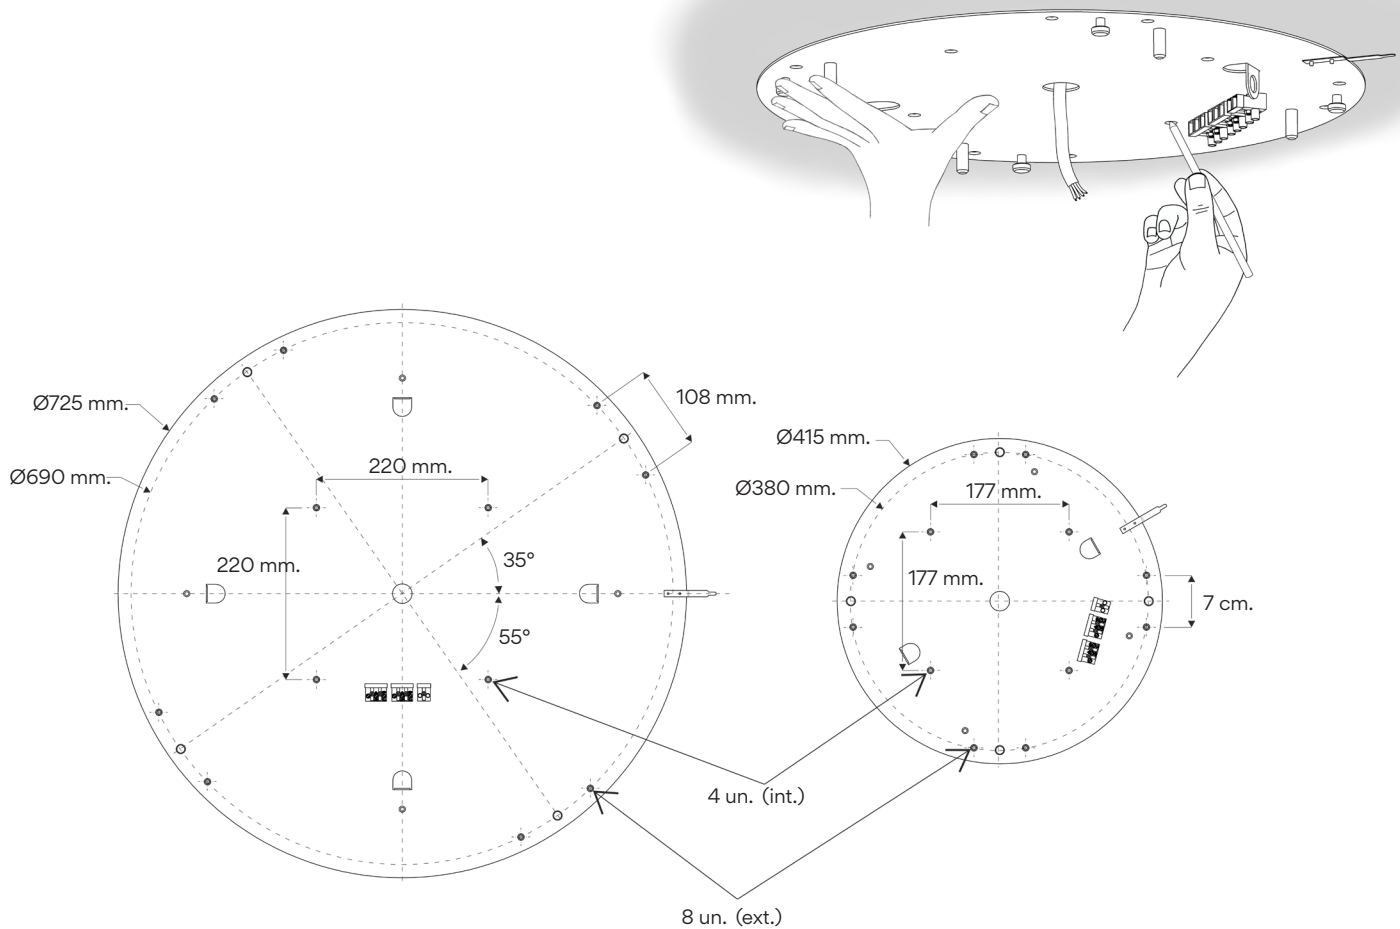 Ø725 mm.
Ø690 mm.
220 mm.
220 mm.
108 mm.
35°
55°
Ø415 mm.
Ø380 mm.
177 mm.
177 mm.
7 cm.
4 un. (int.)
8 un. (ext.)